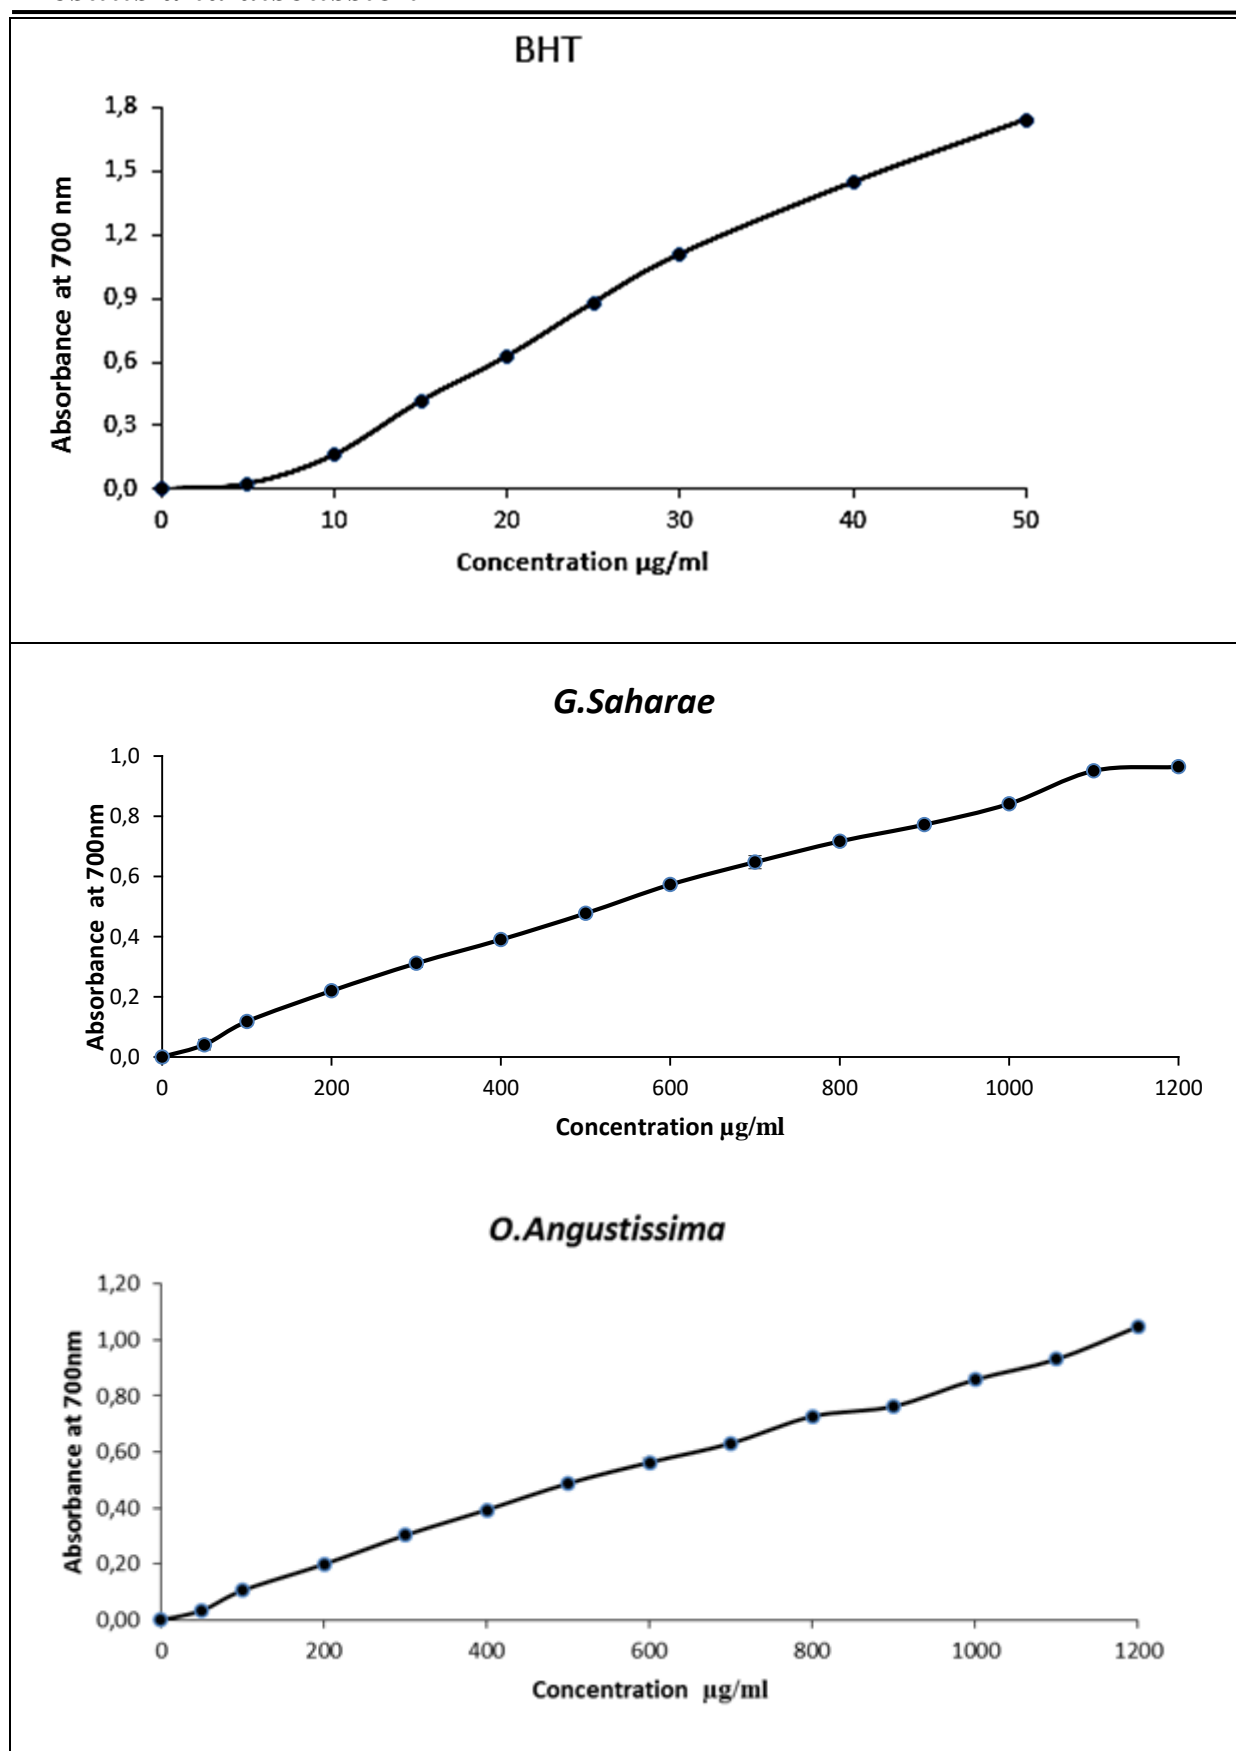 BHT
1,8
1,5
1,2
0,9
0,6
0,3
0,0
Absorbance at 700 nm
0 10 20 30 40 50
Concentration µg/ml
G.Saharae
1,0
0,8
0,6
0,4
0,2
0,0
Absorbance at 700nm
0 200 400 600 800 1000 1200
Concentration µg/ml
O.Angustissima
1,20
1,00
0,80
0,60
0,40
0,20
0,00
Absorbance at 700nm
0 200 400 600 800 1000 1200
Concentration µg/ml